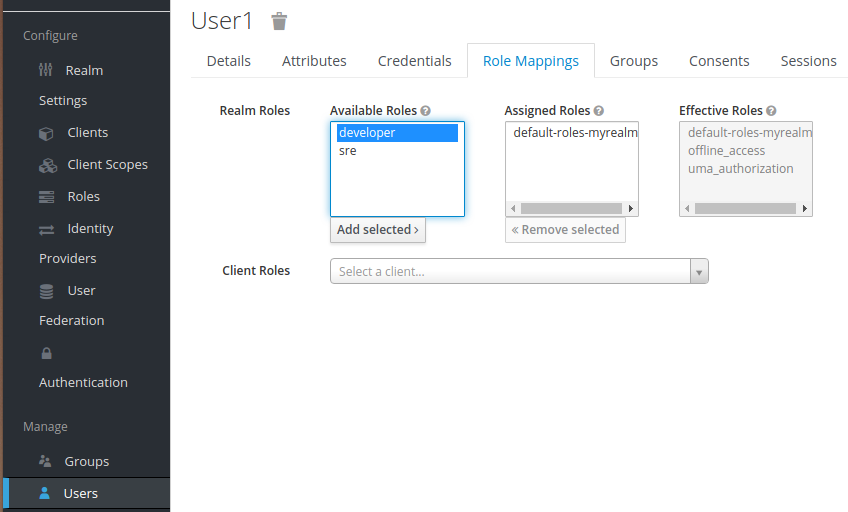 User1
Configure
Realm
Settings
Clients
Client Scopes
Roles
Identity
Providers
User
Federation
Authentication
Manage
Groups
Users
Details Attributes Credentials Role Mappings Groups Consents Sessions
Realm Roles Available Roles Assigned Roles Effective Roles
developer
sre
default-roles-myrealm
default-roles-myrealm
offline_access
uma_authorization
Add selected › « Remove selected
Client Roles Select a client...